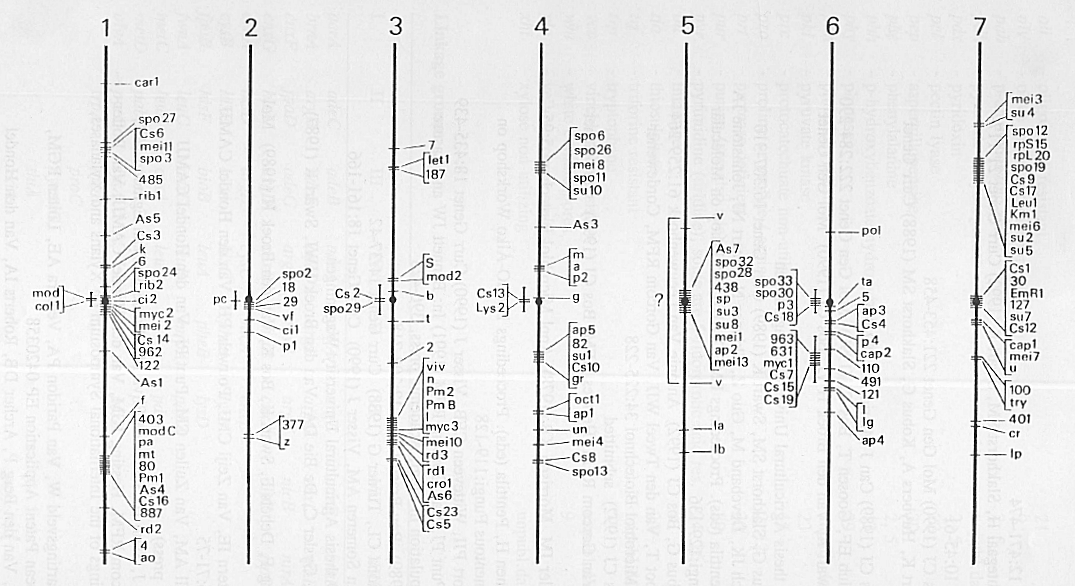 1
car1
spo27
Cs6
mei11
spo3
485
rib1
As5
Cs3
k
6
spo24
rib2
ci2
mod
col1
myc2
mei2
Cs14
962
122
As1
f
403
modC
pa
mt
80
Pm1
As4
Cs16
887
rd2
4
ao
2
spo2
18
pc
29
vf
ci1
p1
377
z
3
7
let1
187
S
mod2
Cs2
b
spo29
t
2
viv
n
Pm2
PmB
l
myc3
mei10
rd3
rd1
cro1
As6
Cs23
Cs5
4
spo6
spo26
mei8
spo11
su10
As3
m
a
p2
Cs13
g
Lys2
ap5
82
su1
Cs10
gr
oct1
ap1
un
mei4
Cs8
spo13
5
v
As7
spo32
spo28
438
?
sp
su3
su8
mei1
ap2
mei13
v
la
lb
6
pol
spo33
ta
spo30
5
p3
ap3
Cs18
Cs4
963
p4
631
cap2
myc1
110
Cs7
491
Cs15
121
Cs19
l
lg
ap4
7
mei3
su4
spo12
rpS15
rpL20
spo19
Cs9
Cs17
Leu1
Km1
mei6
su2
su5
Cs1
30
EmR1
127
su7
Cs12
cap1
mei7
u
100
try
401
cr
lp